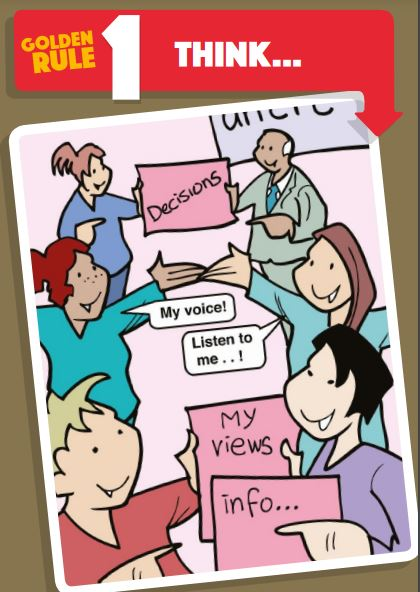 GOLDEN
RULE
1
THINK...
Decisions
My voice!
Listen to
me . . !
MY
views
info...